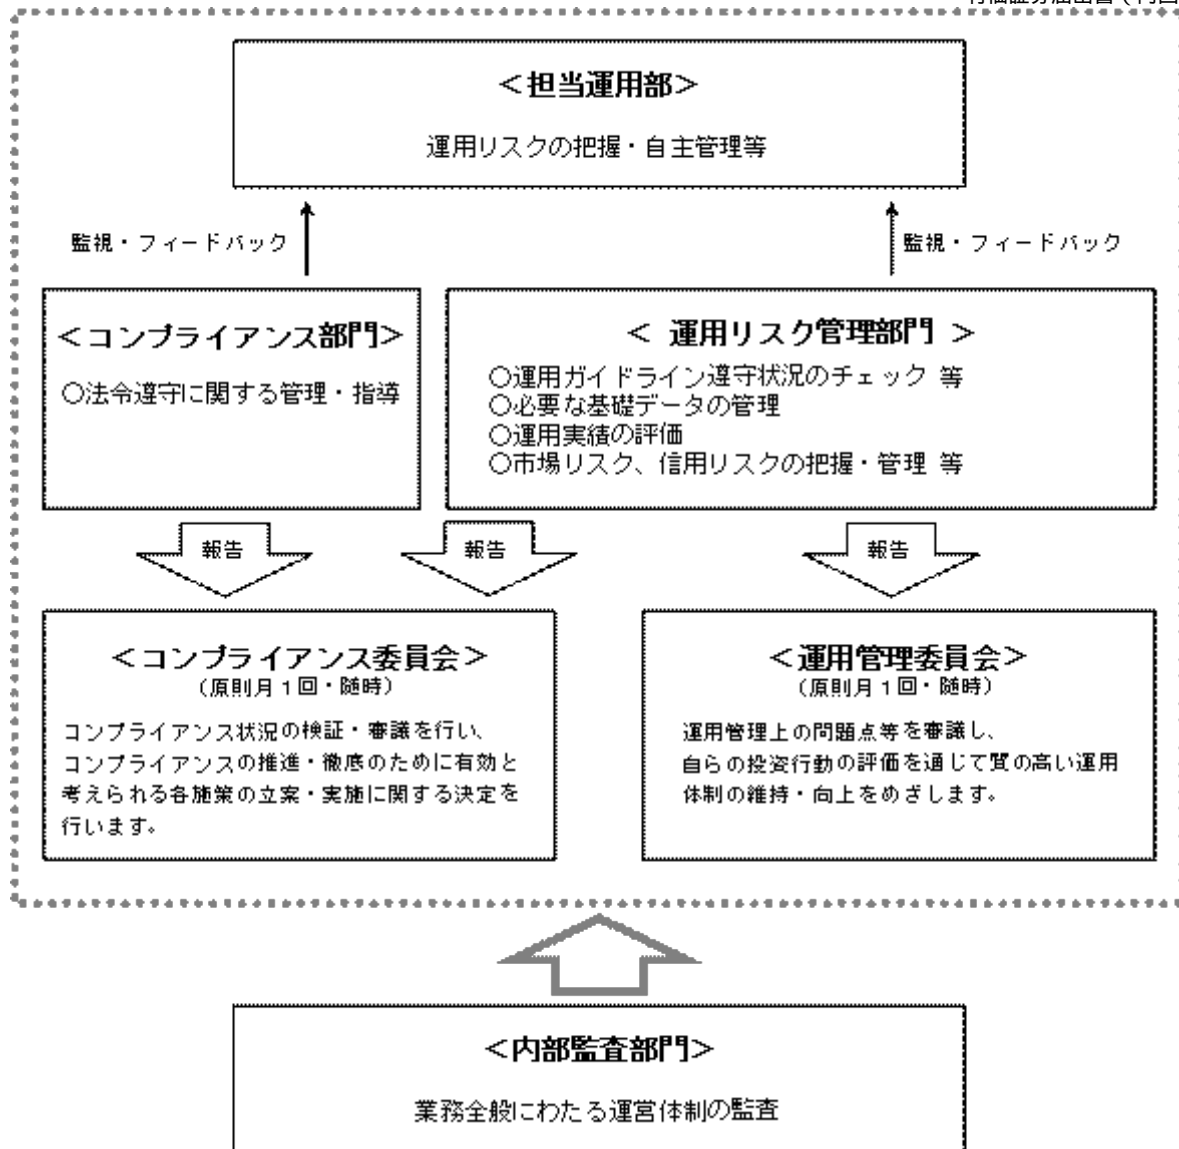 ＜担当運用部＞
運用リスクの把握・自主管理等
監視・フィードバック
監視・フィードバック
＜コンプライアンス部門＞
○法令遵守に関する管理・指導
＜ 運用リスク管理部門 ＞
○運用ガイドライン遵守状況のチェック 等
○必要な基礎データの管理
○運用実績の評価
○市場リスク、信用リスクの把握・管理 等
報告
報告
報告
＜コンプライアンス委員会＞
（原則月１回・随時）
コンプライアンス状況の検証・審議を行い、
コンプライアンスの推進・徹底のために有効と
考えられる各施策の立案・実施に関する決定を
行います。
＜運用管理委員会＞
（原則月１回・随時）
運用管理上の問題点等を審議し、
自らの投資行動の評価を通じて質の高い運用
体制の維持・向上をめざします。
＜内部監査部門＞
業務全般にわたる運営体制の監査